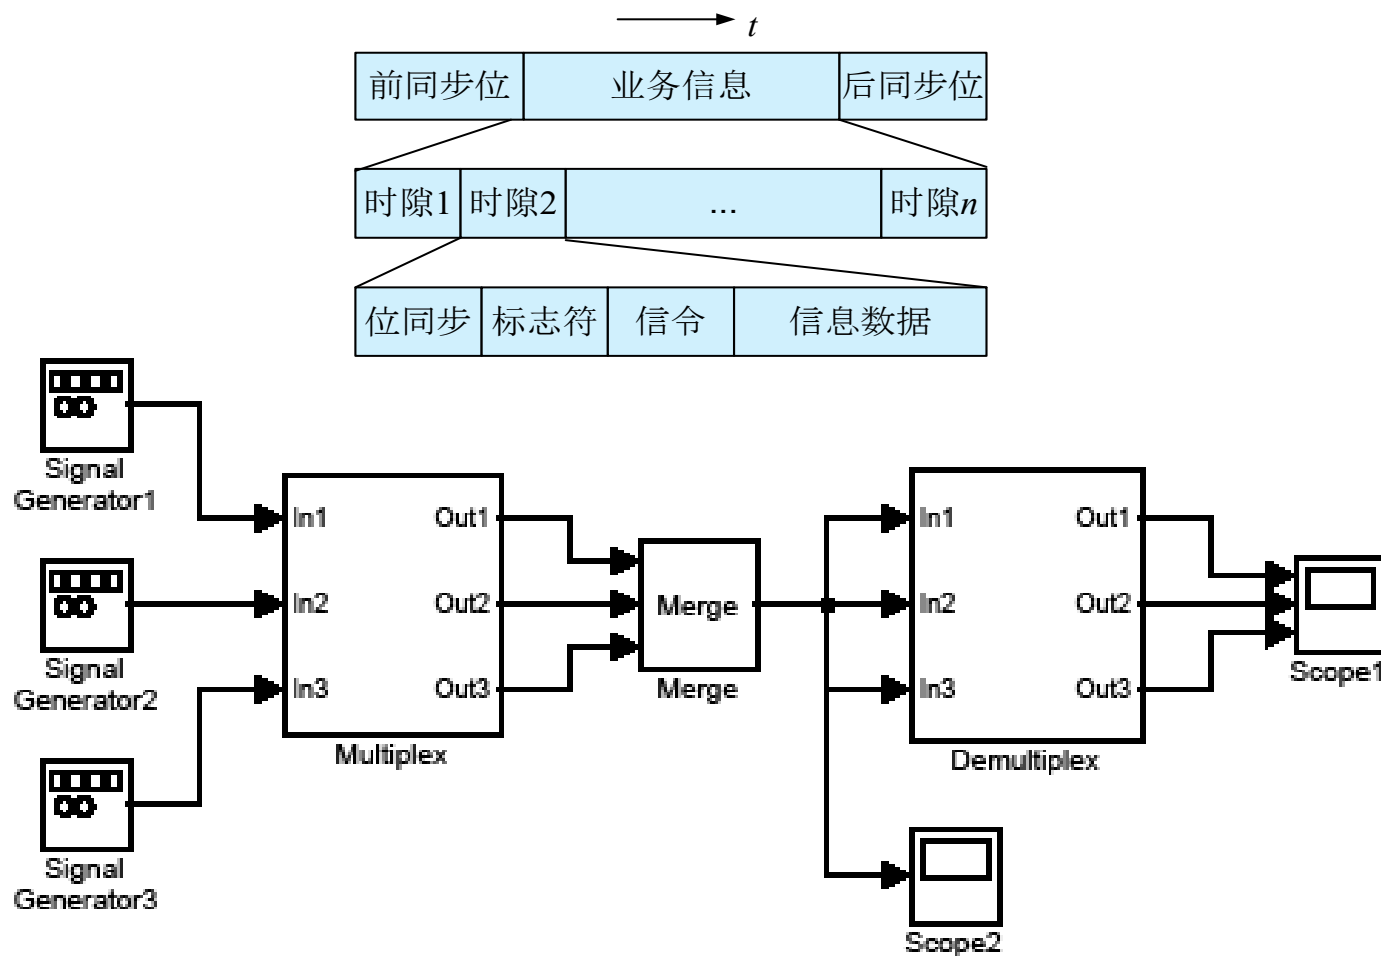 t
前同步位 业务信息 后同步位
时隙1 时隙2 ... 时隙n
位同步 标志符 信令 信息数据
Signal
Generator1
In1 Out1 In1 Out1
Signal
Generator2
In2 Out2 Merge In2 Out2
In3 Out3 Merge In3 Out3 Scope1
Multiplex Demultiplex
Signal
Generator3
Scope2